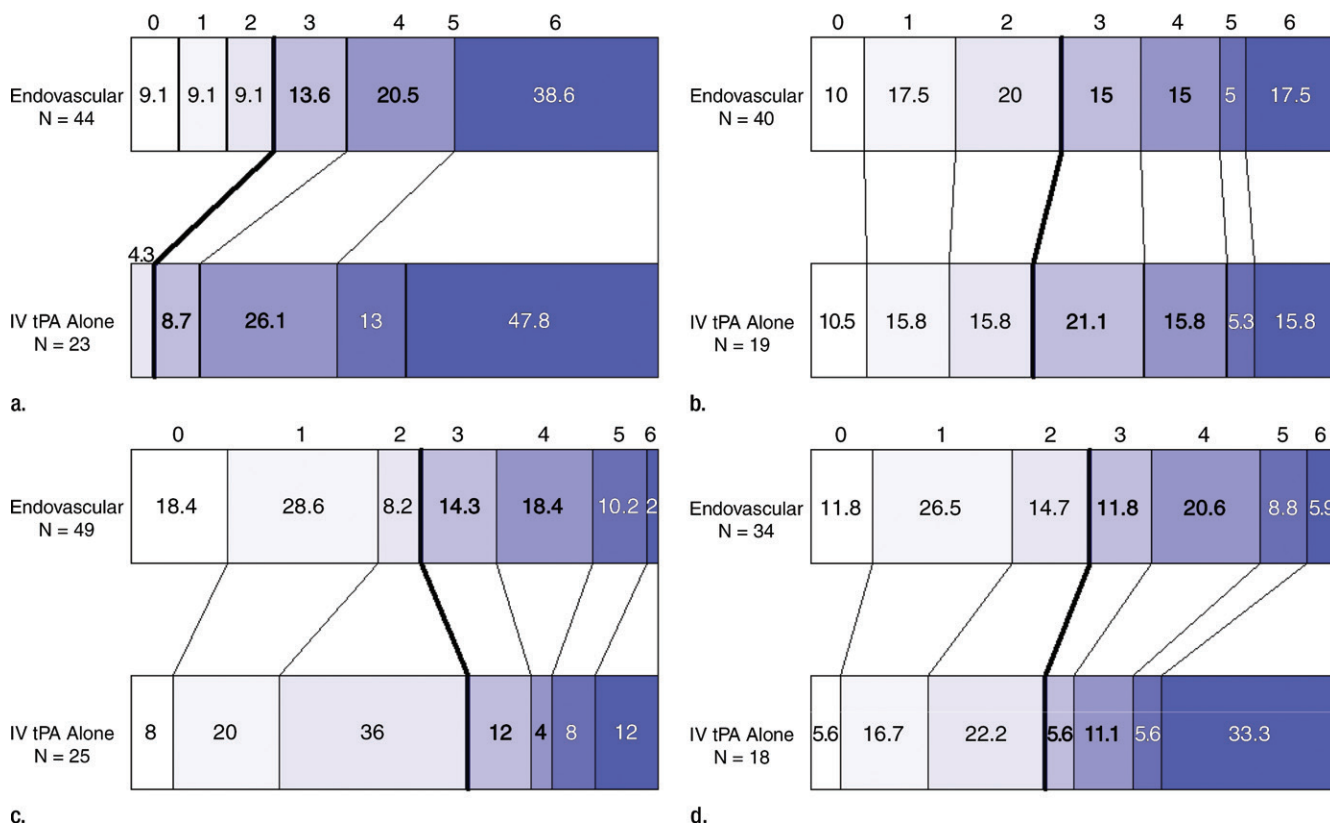 0 1 2 3 4 5 6
Endovascular
N = 44
9.1 9.1 9.1 13.6 20.5 38.6
4.3
IV tPA Alone
N = 23
8.7 26.1 13 47.8
a.
0 1 2 3 4 5 6
Endovascular
N = 40
10 17.5 20 15 15 5 17.5
IV tPA Alone
N = 19
10.5 15.8 15.8 21.1 15.8 5.3 15.8
b.
0 1 2 3 4 5 6
Endovascular
N = 49
18.4 28.6 8.2 14.3 18.4 10.2 2
IV tPA Alone
N = 25
8 20 36 12 4 8 12
c.
0 1 2 3 4 5 6
Endovascular
N = 34
11.8 26.5 14.7 11.8 20.6 8.8 5.9
IV tPA Alone
N = 18
5.6 16.7 22.2 5.6 11.1 5.6 33.3
d.